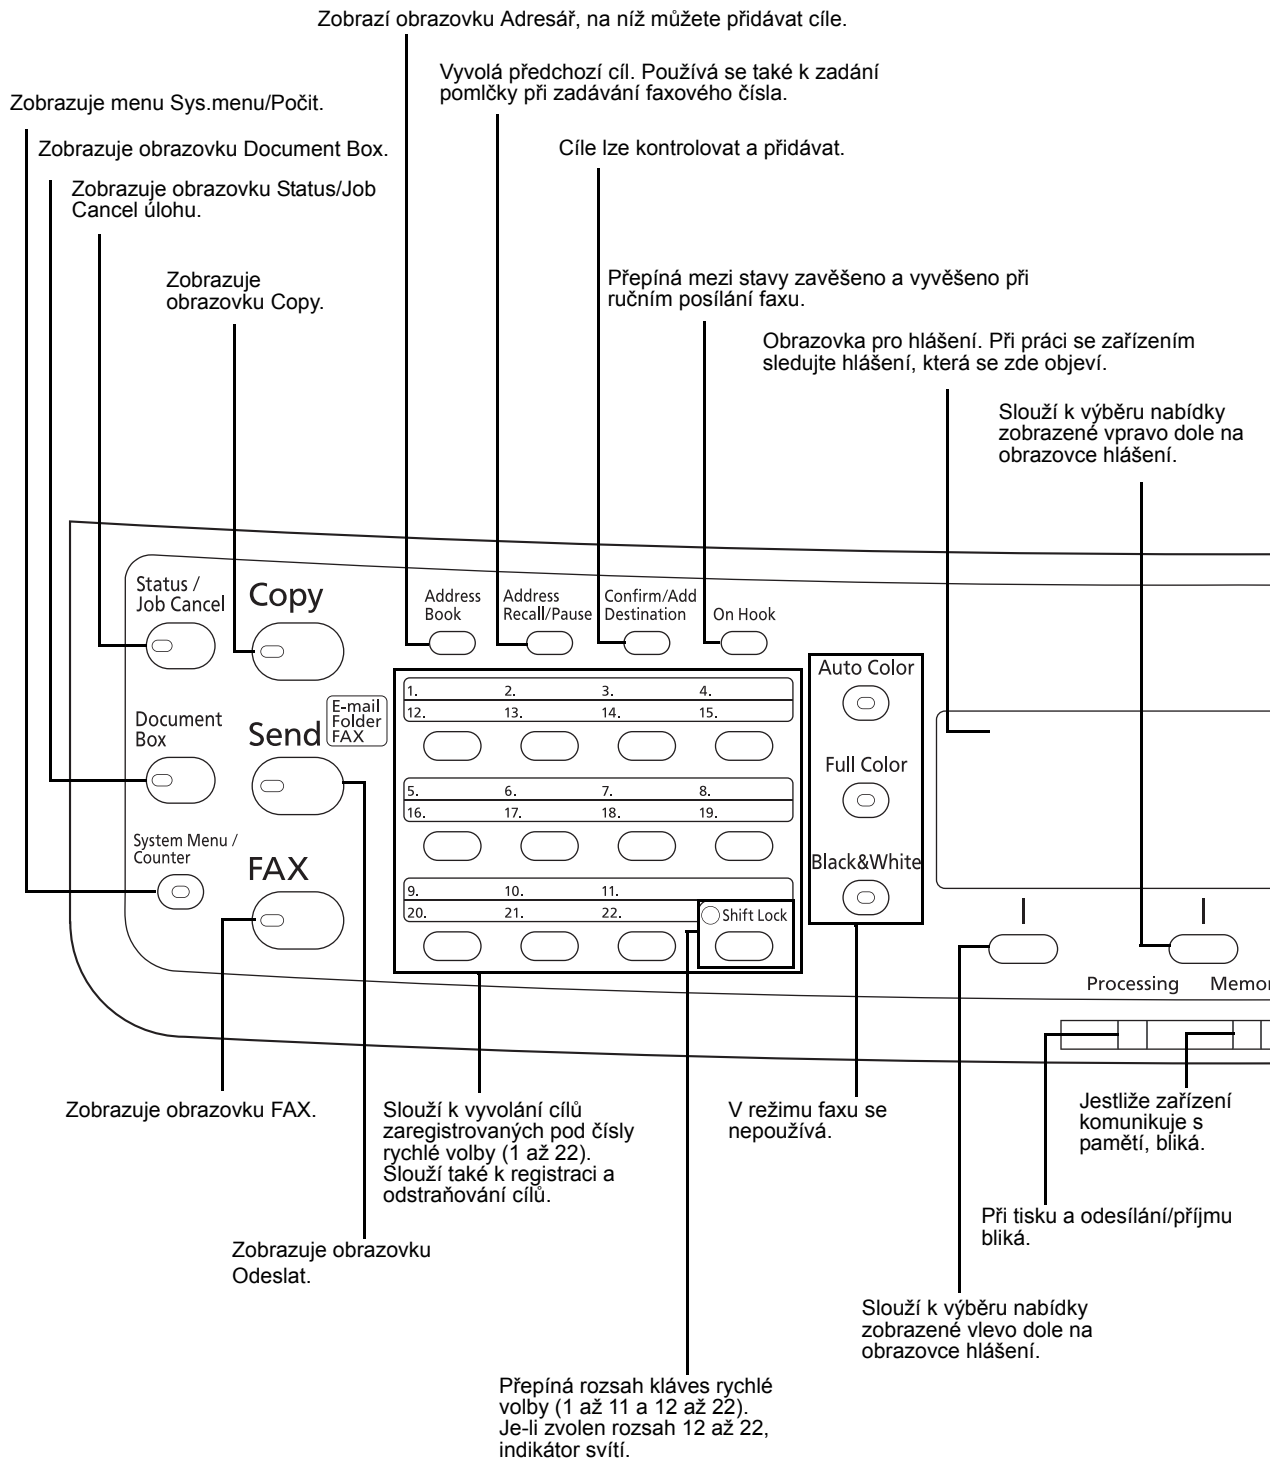 Zobrazí obrazovku Adresář, na níž můžete přidávat cíle.
Vyvolá předchozí cíl. Používá se také k zadání
pomlčky při zadávání faxového čísla.
Zobrazuje menu Sys.menu/Počit.
Zobrazuje obrazovku Document Box.
Cíle lze kontrolovat a přidávat.
Zobrazuje obrazovku Status/Job
Cancel úlohu.
Zobrazuje
obrazovku Copy.
Přepíná mezi stavy zavěšeno a vyvěšeno při
ručním posílání faxu.
Obrazovka pro hlášení. Při práci se zařízením
sledujte hlášení, která se zde objeví.
Slouží k výběru nabídky
zobrazené vpravo dole na
obrazovce hlášení.
Status /
Job Cancel
Copy
Address
Book
Address
Recall/Pause
Confirm/Add
Destination
On Hook
Auto Color
1. 2. 3. 4.
12. 13. 14. 15.
Document
Box
Send
E-mail
Folder
FAX
Full Color
5. 6. 7. 8.
16. 17. 18. 19.
System Menu /
Counter
FAX
Black&White
9. 10. 11.
20. 21. 22.
Shift Lock
Processing Memor
Zobrazuje obrazovku FAX.
Slouží k vyvolání cílů
zaregistrovaných pod čísly
rychlé volby (1 až 22).
Slouží také k registraci a
odstraňování cílů.
V režimu faxu se
nepoužívá.
Jestliže zařízení
komunikuje s
pamětí, bliká.
Při tisku a odesílání/příjmu
bliká.
Zobrazuje obrazovku
Odeslat.
Slouží k výběru nabídky
zobrazené vlevo dole na
obrazovce hlášení.
Přepíná rozsah kláves rychlé
volby (1 až 11 a 12 až 22).
Je-li zvolen rozsah 12 až 22,
indikátor svítí.